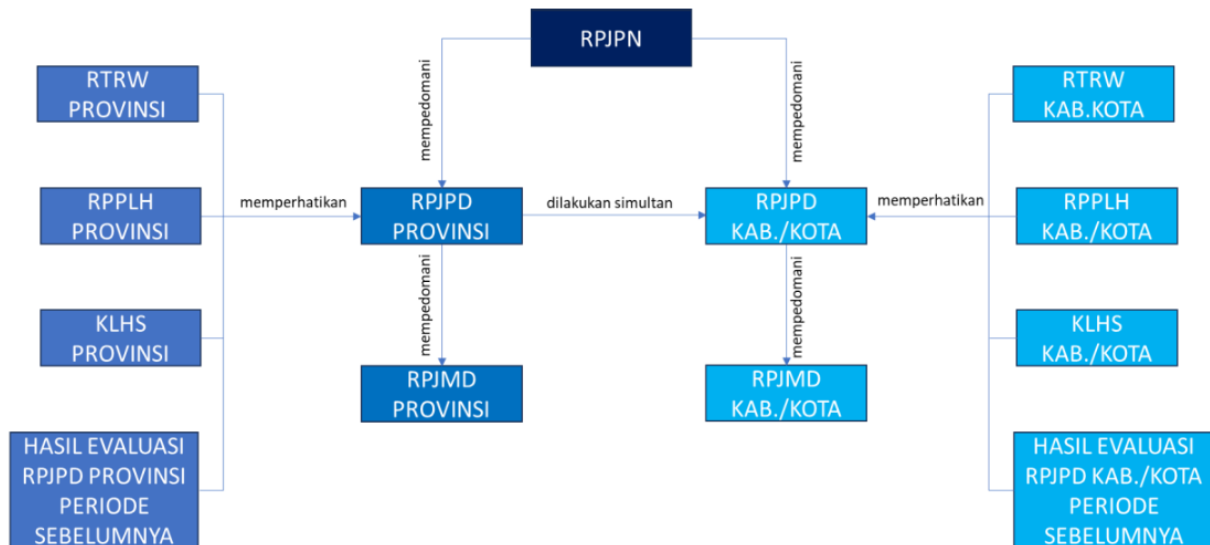 RPJPN
mempedomani
mempedomani
RTRW
PROVINSI
RTRW
KAB.KOTA
RPPLH
PROVINSI
memperhatikan
RPJPD
PROVINSI
dilakukan simultan
RPJPD
KAB./KOTA
memperhatikan
RPPLH
KAB./KOTA
mempedomani
mempedomani
KLHS
PROVINSI
KLHS
KAB./KOTA
RPJMD
PROVINSI
RPJMD
KAB./KOTA
HASIL EVALUASI
RPJPD PROVINSI
PERIODE
SEBELUMNYA
HASIL EVALUASI
RPJPD KAB./KOTA
PERIODE
SEBELUMNYA